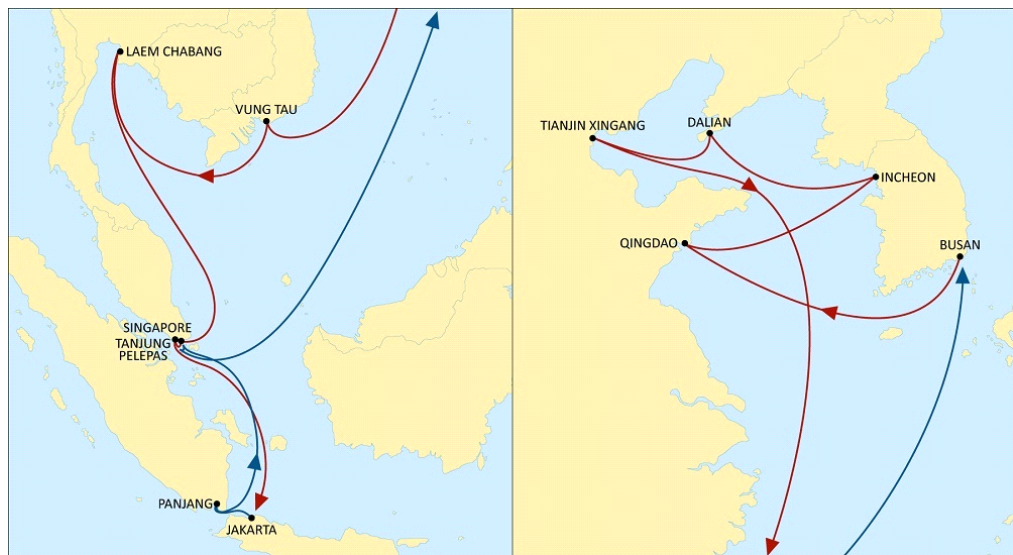 LAEM CHABANG
VUNG TAU
SINGAPORE
TANJUNG
PELEPAS
PANJANG
JAKARTA
TIANJIN XINGANG
DALIAN
INCHEON
QINGDAO
BUSAN